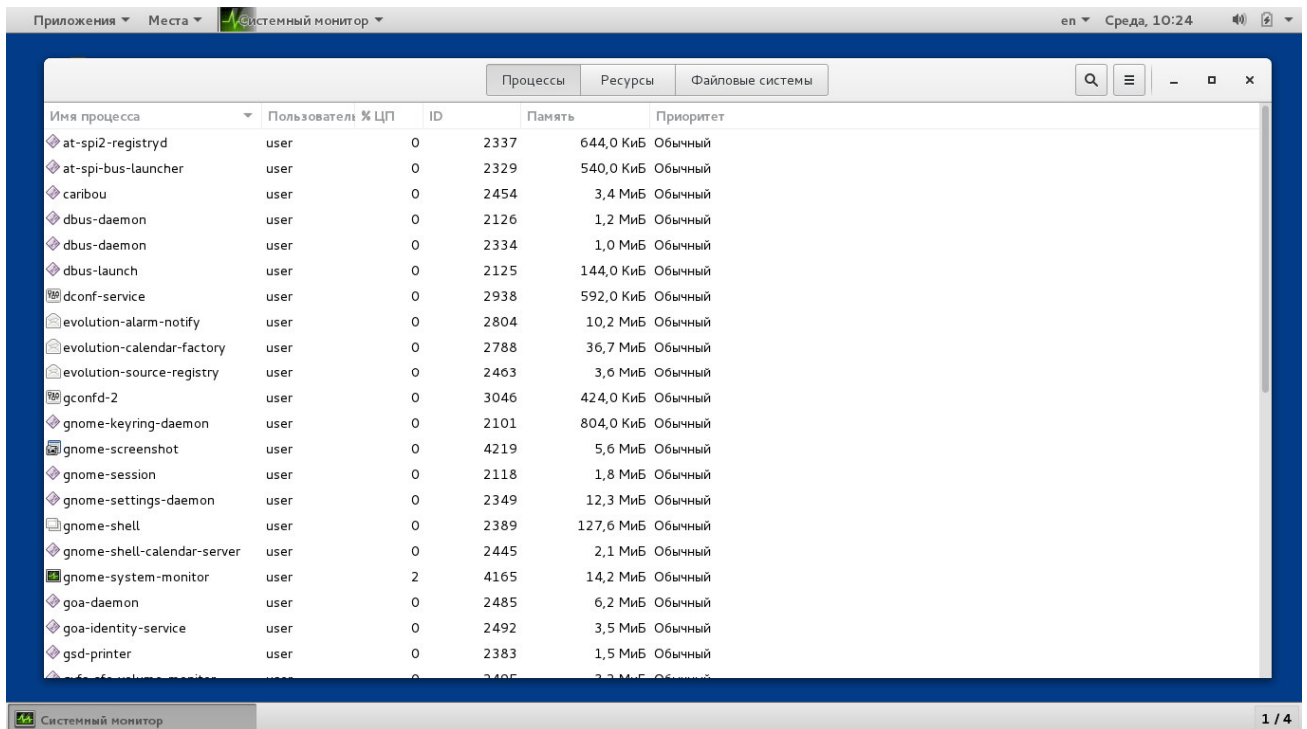 Приложения Места Системный монитор en Среда, 10:24
Процессы Ресурсы Файловые системы
Имя процесса Пользователь % ЦП ID Память Приоритет
at-spi2-registryd user 0 2337 644,0 КиБ Обычный
at-spi-bus-launcher user 0 2329 540,0 КиБ Обычный
caribou user 0 2454 3,4 МиБ Обычный
dbus-daemon user 0 2126 1,2 МиБ Обычный
dbus-daemon user 0 2334 1,0 МиБ Обычный
dbus-launch user 0 2125 144,0 КиБ Обычный
dconf-service user 0 2938 592,0 КиБ Обычный
evolution-alarm-notify user 0 2804 10,2 МиБ Обычный
evolution-calendar-factory user 0 2788 36,7 МиБ Обычный
evolution-source-registry user 0 2463 3,6 МиБ Обычный
gconfd-2 user 0 3046 424,0 КиБ Обычный
gnome-keyring-daemon user 0 2101 804,0 КиБ Обычный
gnome-screenshot user 0 4219 5,6 МиБ Обычный
gnome-session user 0 2118 1,8 МиБ Обычный
gnome-settings-daemon user 0 2349 12,3 МиБ Обычный
gnome-shell user 0 2389 127,6 МиБ Обычный
gnome-shell-calendar-server user 0 2445 2,1 МиБ Обычный
gnome-system-monitor user 2 4165 14,2 МиБ Обычный
goa-daemon user 0 2485 6,2 МиБ Обычный
goa-identity-service user 0 2492 3,5 МиБ Обычный
gsd-printer user 0 2383 1,5 МиБ Обычный
Системный монитор 1 / 4